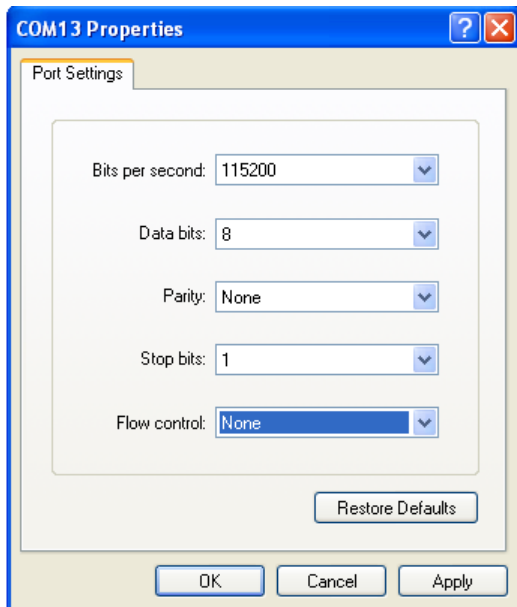 COM13 Properties
Port Settings
Bits per second: 115200
Data bits: 8
Parity: None
Stop bits: 1
Flow control: None
Restore Defaults
OK Cancel Apply